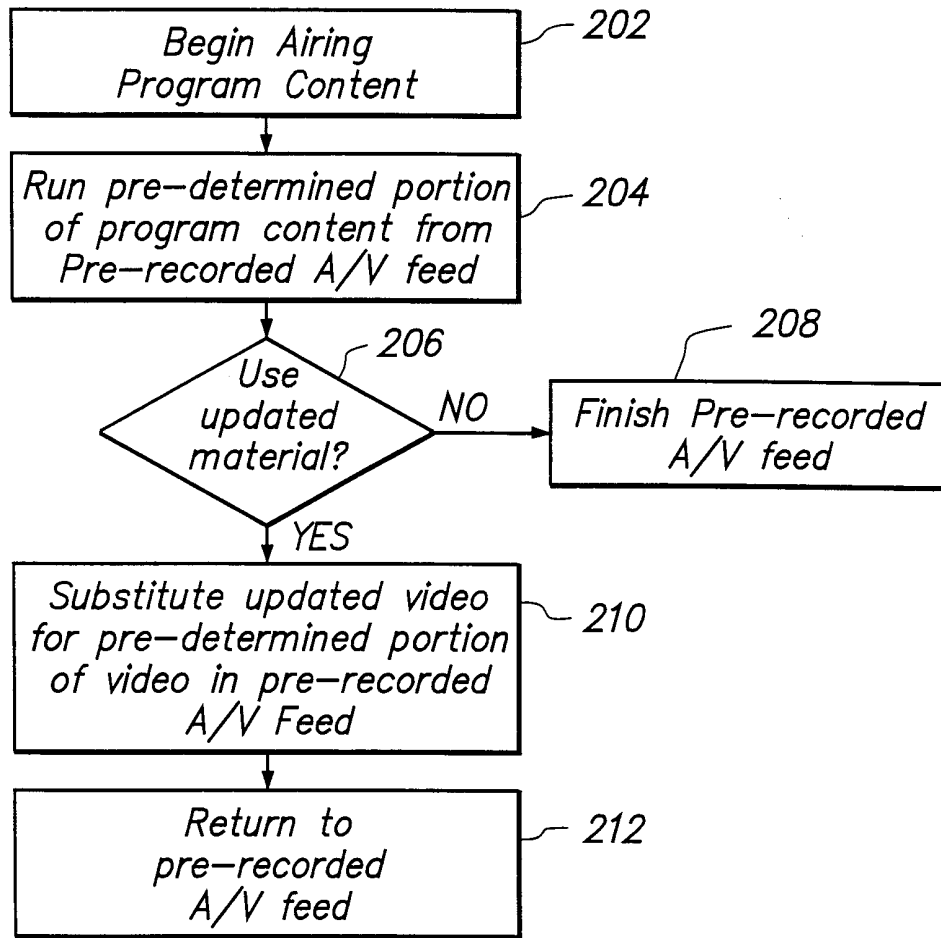 Begin Airing
Program Content
202
Run pre-determined portion
of program content from
Pre-recorded A/V feed
204
Use
updated
material?
206
NO
Finish Pre-recorded
A/V feed
208
YES
Substitute updated video
for pre-determined portion
of video in pre-recorded
A/V Feed
210
Return to
pre-recorded
A/V feed
212